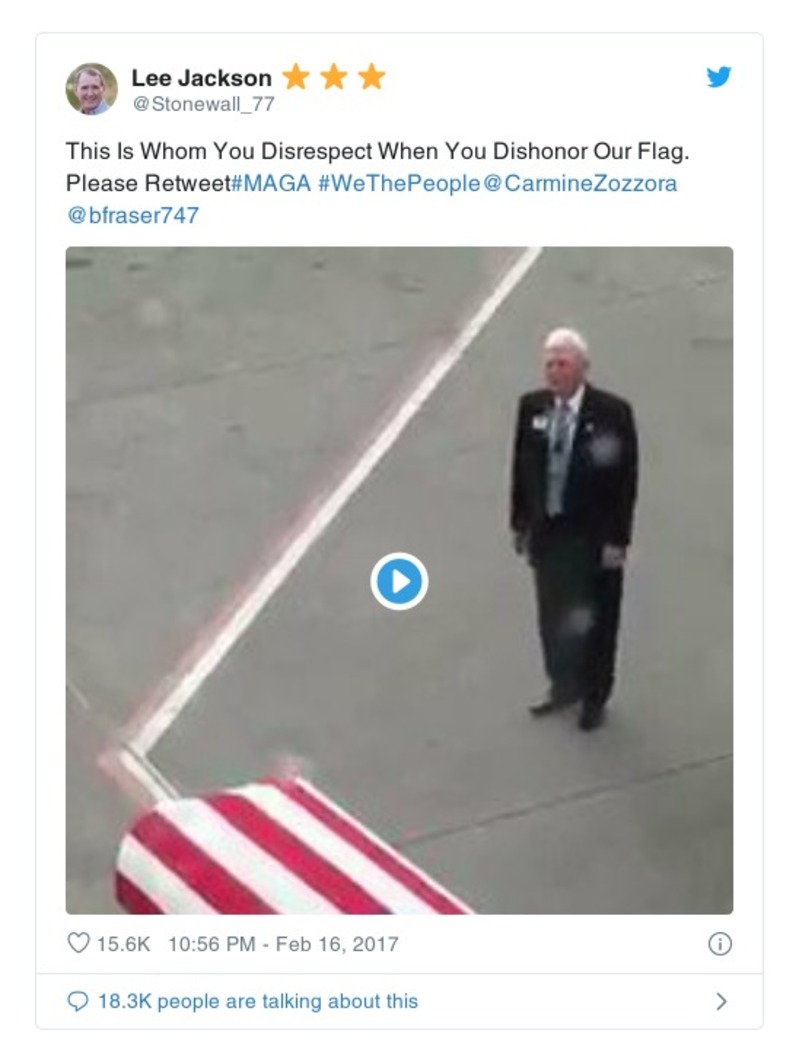 Lee Jackson
@Stonewall_77
This Is Whom You Disrespect When You Dishonor Our Flag.
Please Retweet#MAGA #WeThePeople@CarmineZozzora
@bfraser747
15.6K 10:56 PM - Feb 16, 2017
18.3K people are talking about this